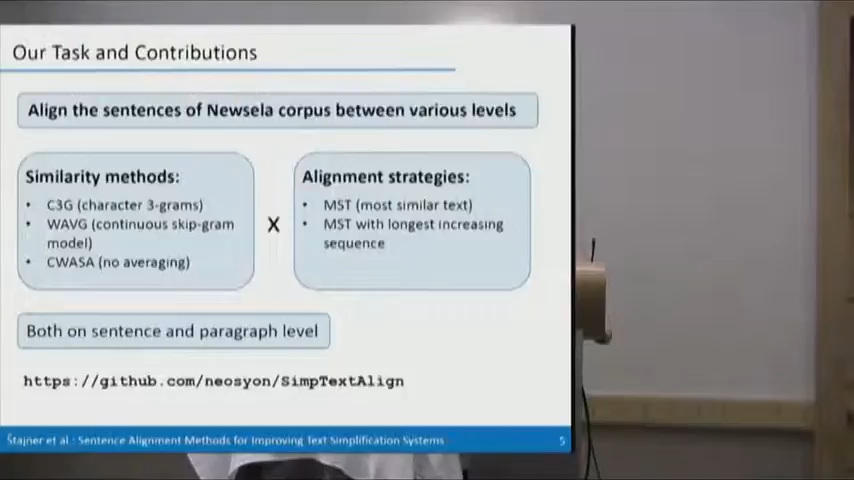 Our Task and Contributions
Align the sentences of Newsela corpus between various levels
Similarity methods:
• C3G (character 3-grams)
• WAVG (continuous skip-gram
model)
• CWASA (no averaging)
X
Alignment strategies:
• MST (most similar text)
• MST with longest increasing
sequence
Both on sentence and paragraph level
https://github.com/neosyon/SimpTextAlign
Štajner et al.: Sentence Alignment Methods for Improving Text Simplification Systems
5